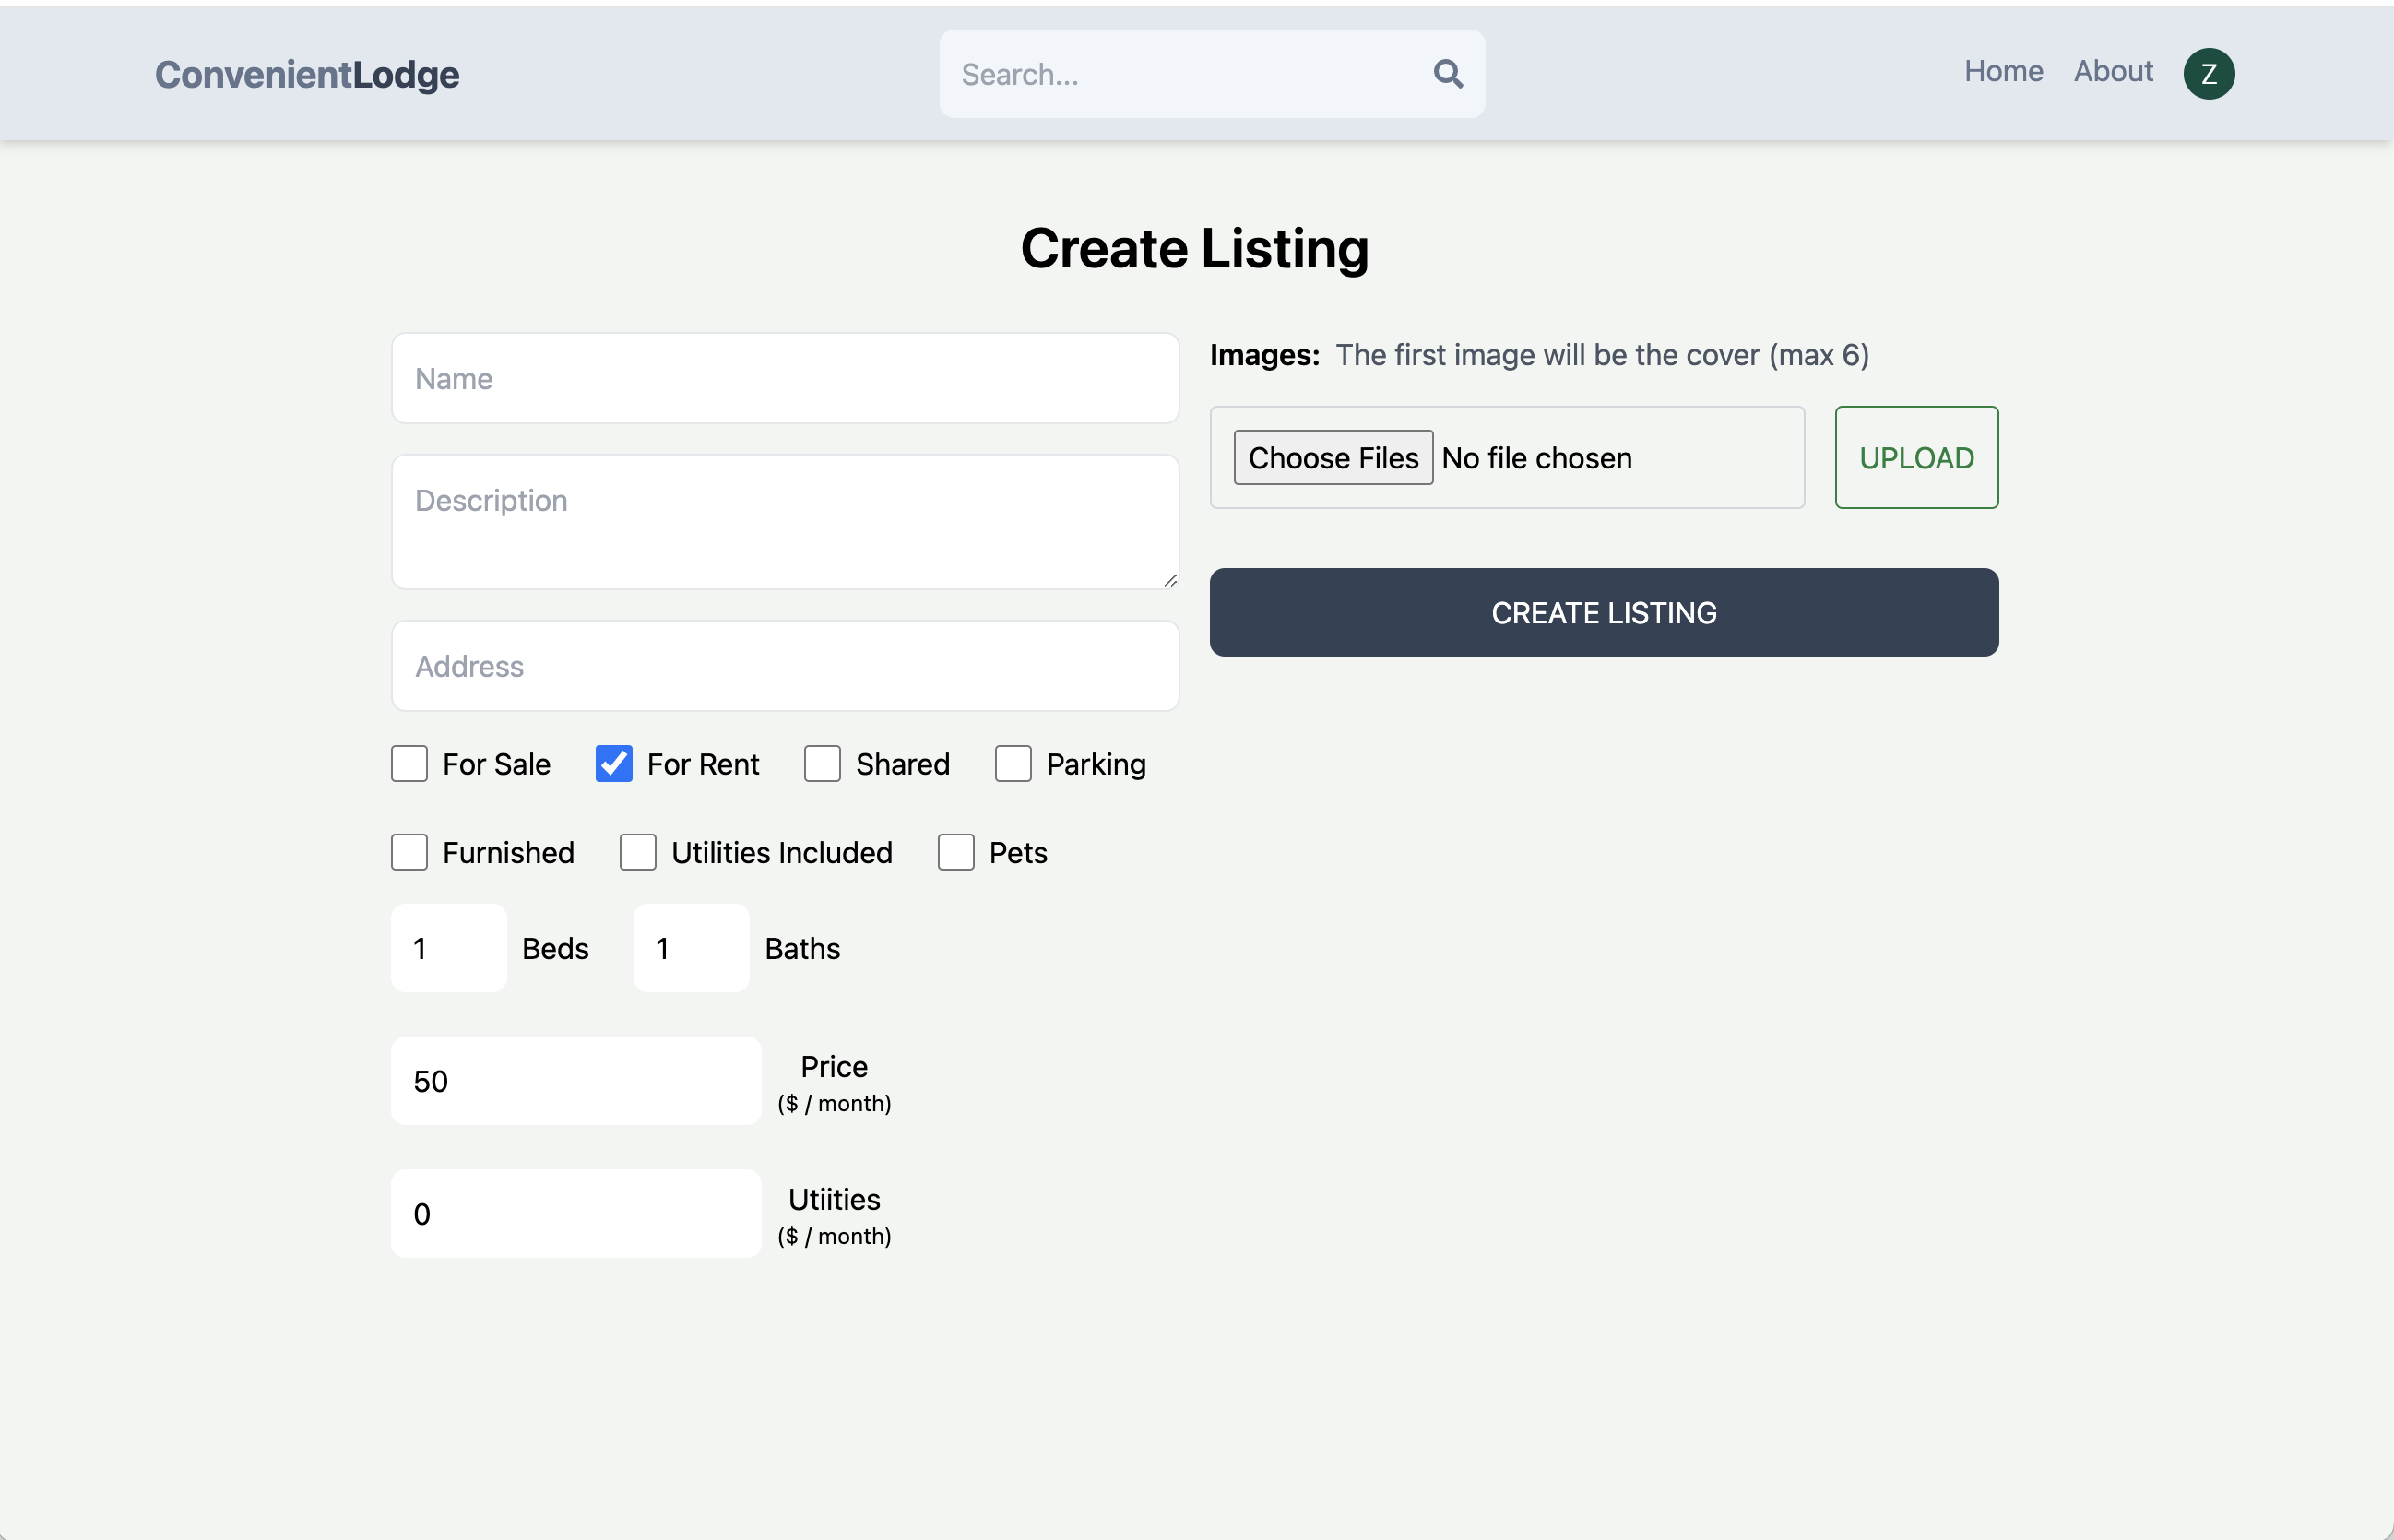 ConvenientLodge
Search...
Home
About
Z
Create Listing
Name
Description
Address
For Sale
For Rent
Shared
Parking
Furnished
Utilities Included
Pets
1
Beds
1
Baths
50
Price
($ / month)
0
Utiities
($ / month)
Images: The first image will be the cover (max 6)
Choose Files No file chosen
UPLOAD
CREATE LISTING